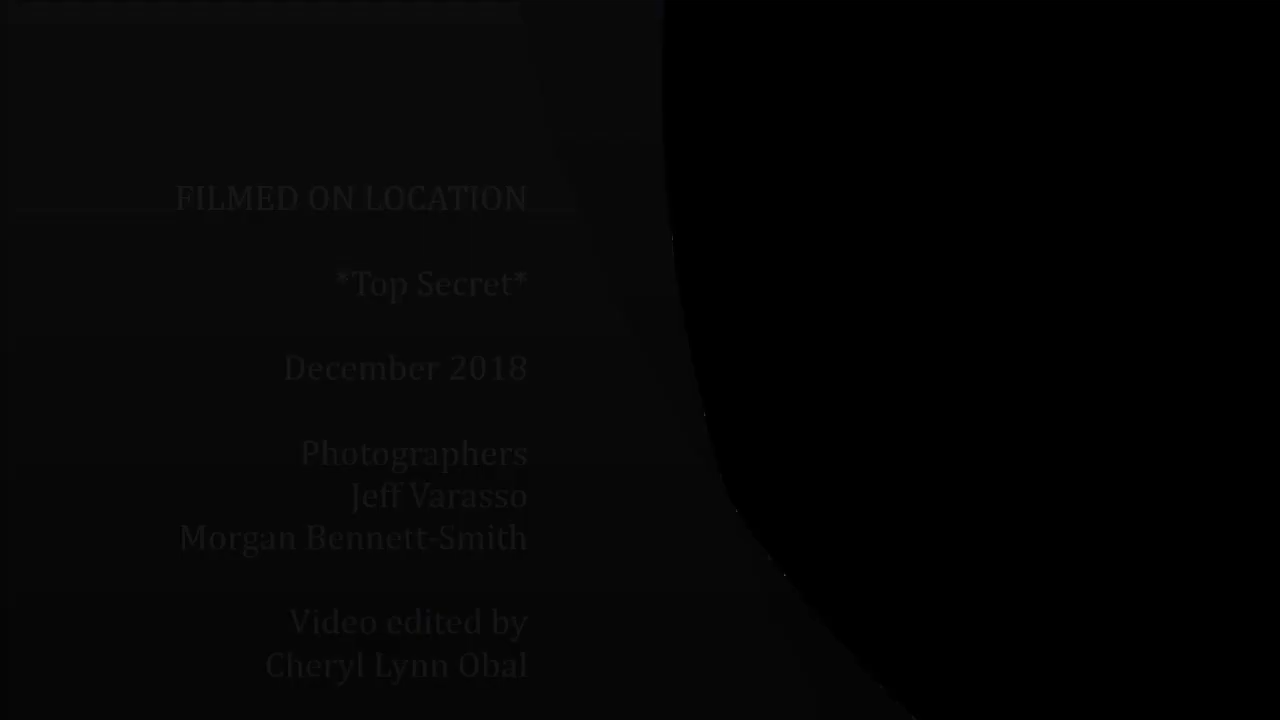 FILMED ON LOCATION
*Top Secret*
December 2018
Photographers
Jeff Varasso
Morgan Bennett-Smith
Video edited by
Cheryl Lynn Obal